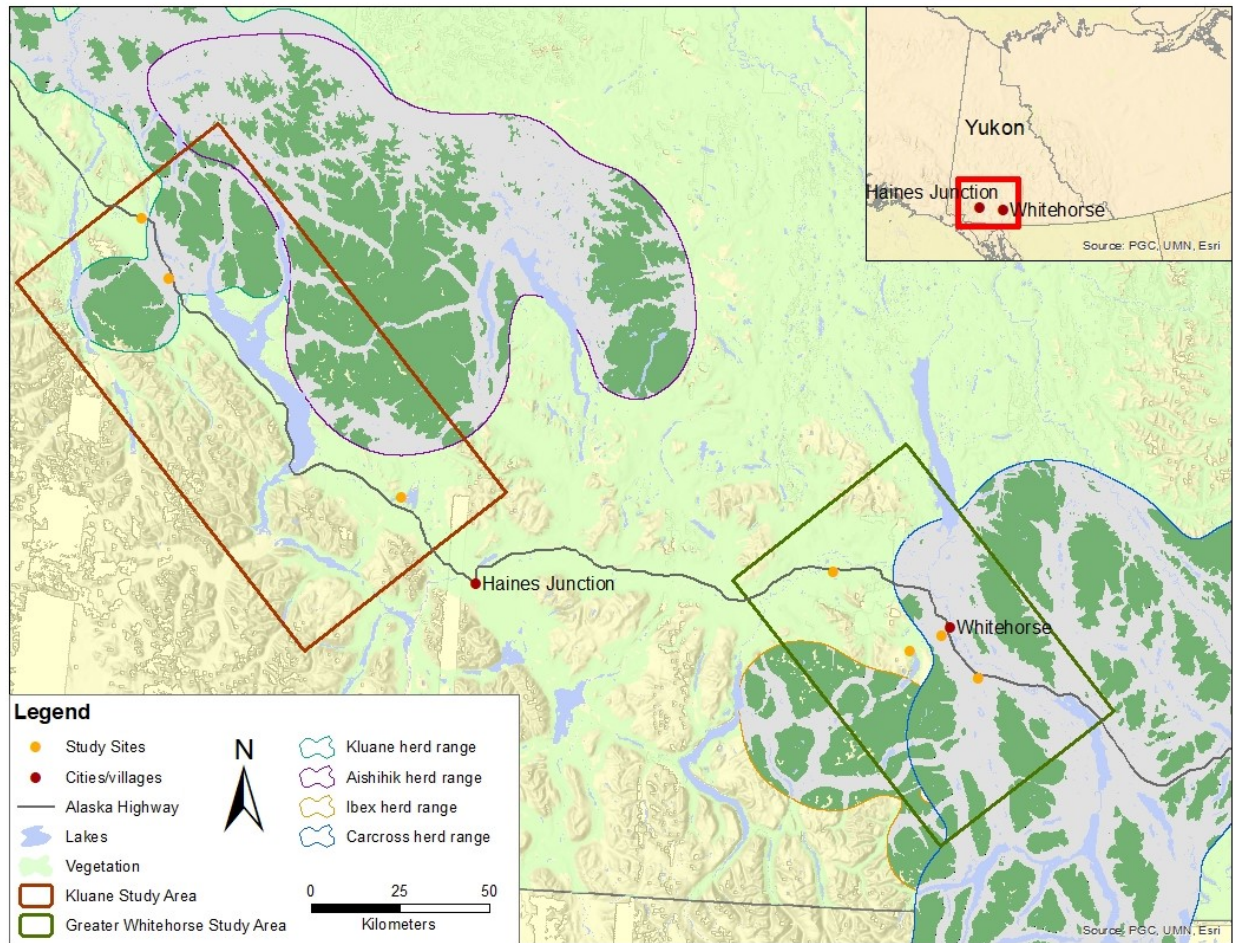 Yukon
Haines Junction
Whitehorse
Source: PGC, UMN, Esri
Haines Junction
Whitehorse
Legend
Study Sites
Cities/villages
Alaska Highway
Lakes
Vegetation
Kluane Study Area
Greater Whitehorse Study Area
N
Kluane herd range
Aishihik herd range
Ibex herd range
Carcross herd range
0 25 50
Kilometers
Source: PGC, UMN, Esri